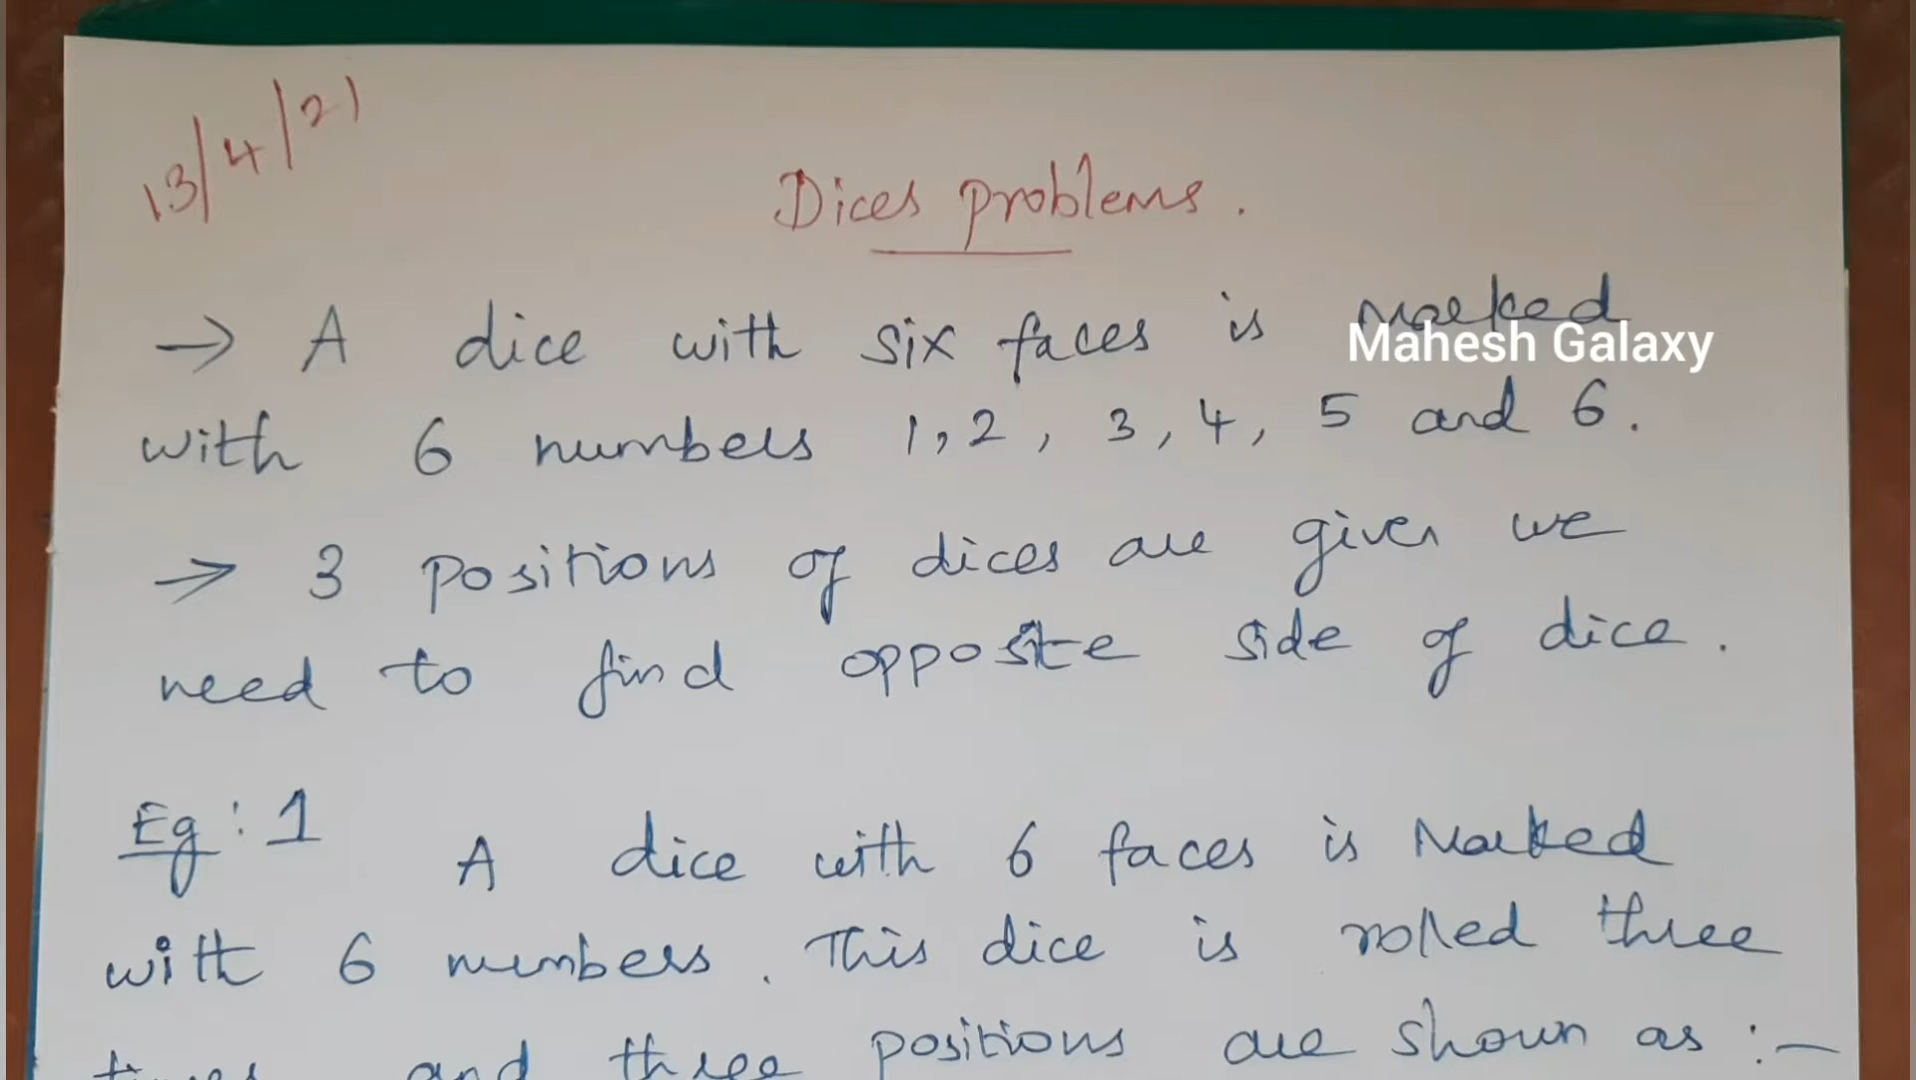 13/4/21
Dices problems.
→ A dice with six faces is marked
Mahesh Galaxy
with 6 numbers 1,2, 3, 4, 5 and 6.
→ 3 positions of dices are given we
need to find opposite side of dice.
Eg: 1 A dice with 6 faces is Marked
with 6 numbers. This dice is rolled three
times and three positions are shown as :-